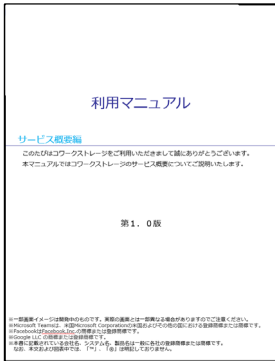 利用マニュアル
サービス概要編
このたびはコワークストレージをご利用いただきまして誠にありがとうございます。
本マニュアルではコワークストレージのサービス概要についてご説明いたします。
第1．0版
※一部画面イメージは開発中のものです。実際の画面とは一部異なる場合がありますのでご注意ください。
※Microsoft Teamsは、米国Microsoft Corporationの米国およびその他の国における登録商標または商標です。
※FacebookはFacebook,Inc.の商標または登録商標です。
※Google LLC の商標または登録商標です。
※本書に記載されている会社名、システム名、製品名は一般に各社の登録商標または商標です。
なお、本文および図表中では、「™」、「®」は明記しておりません。